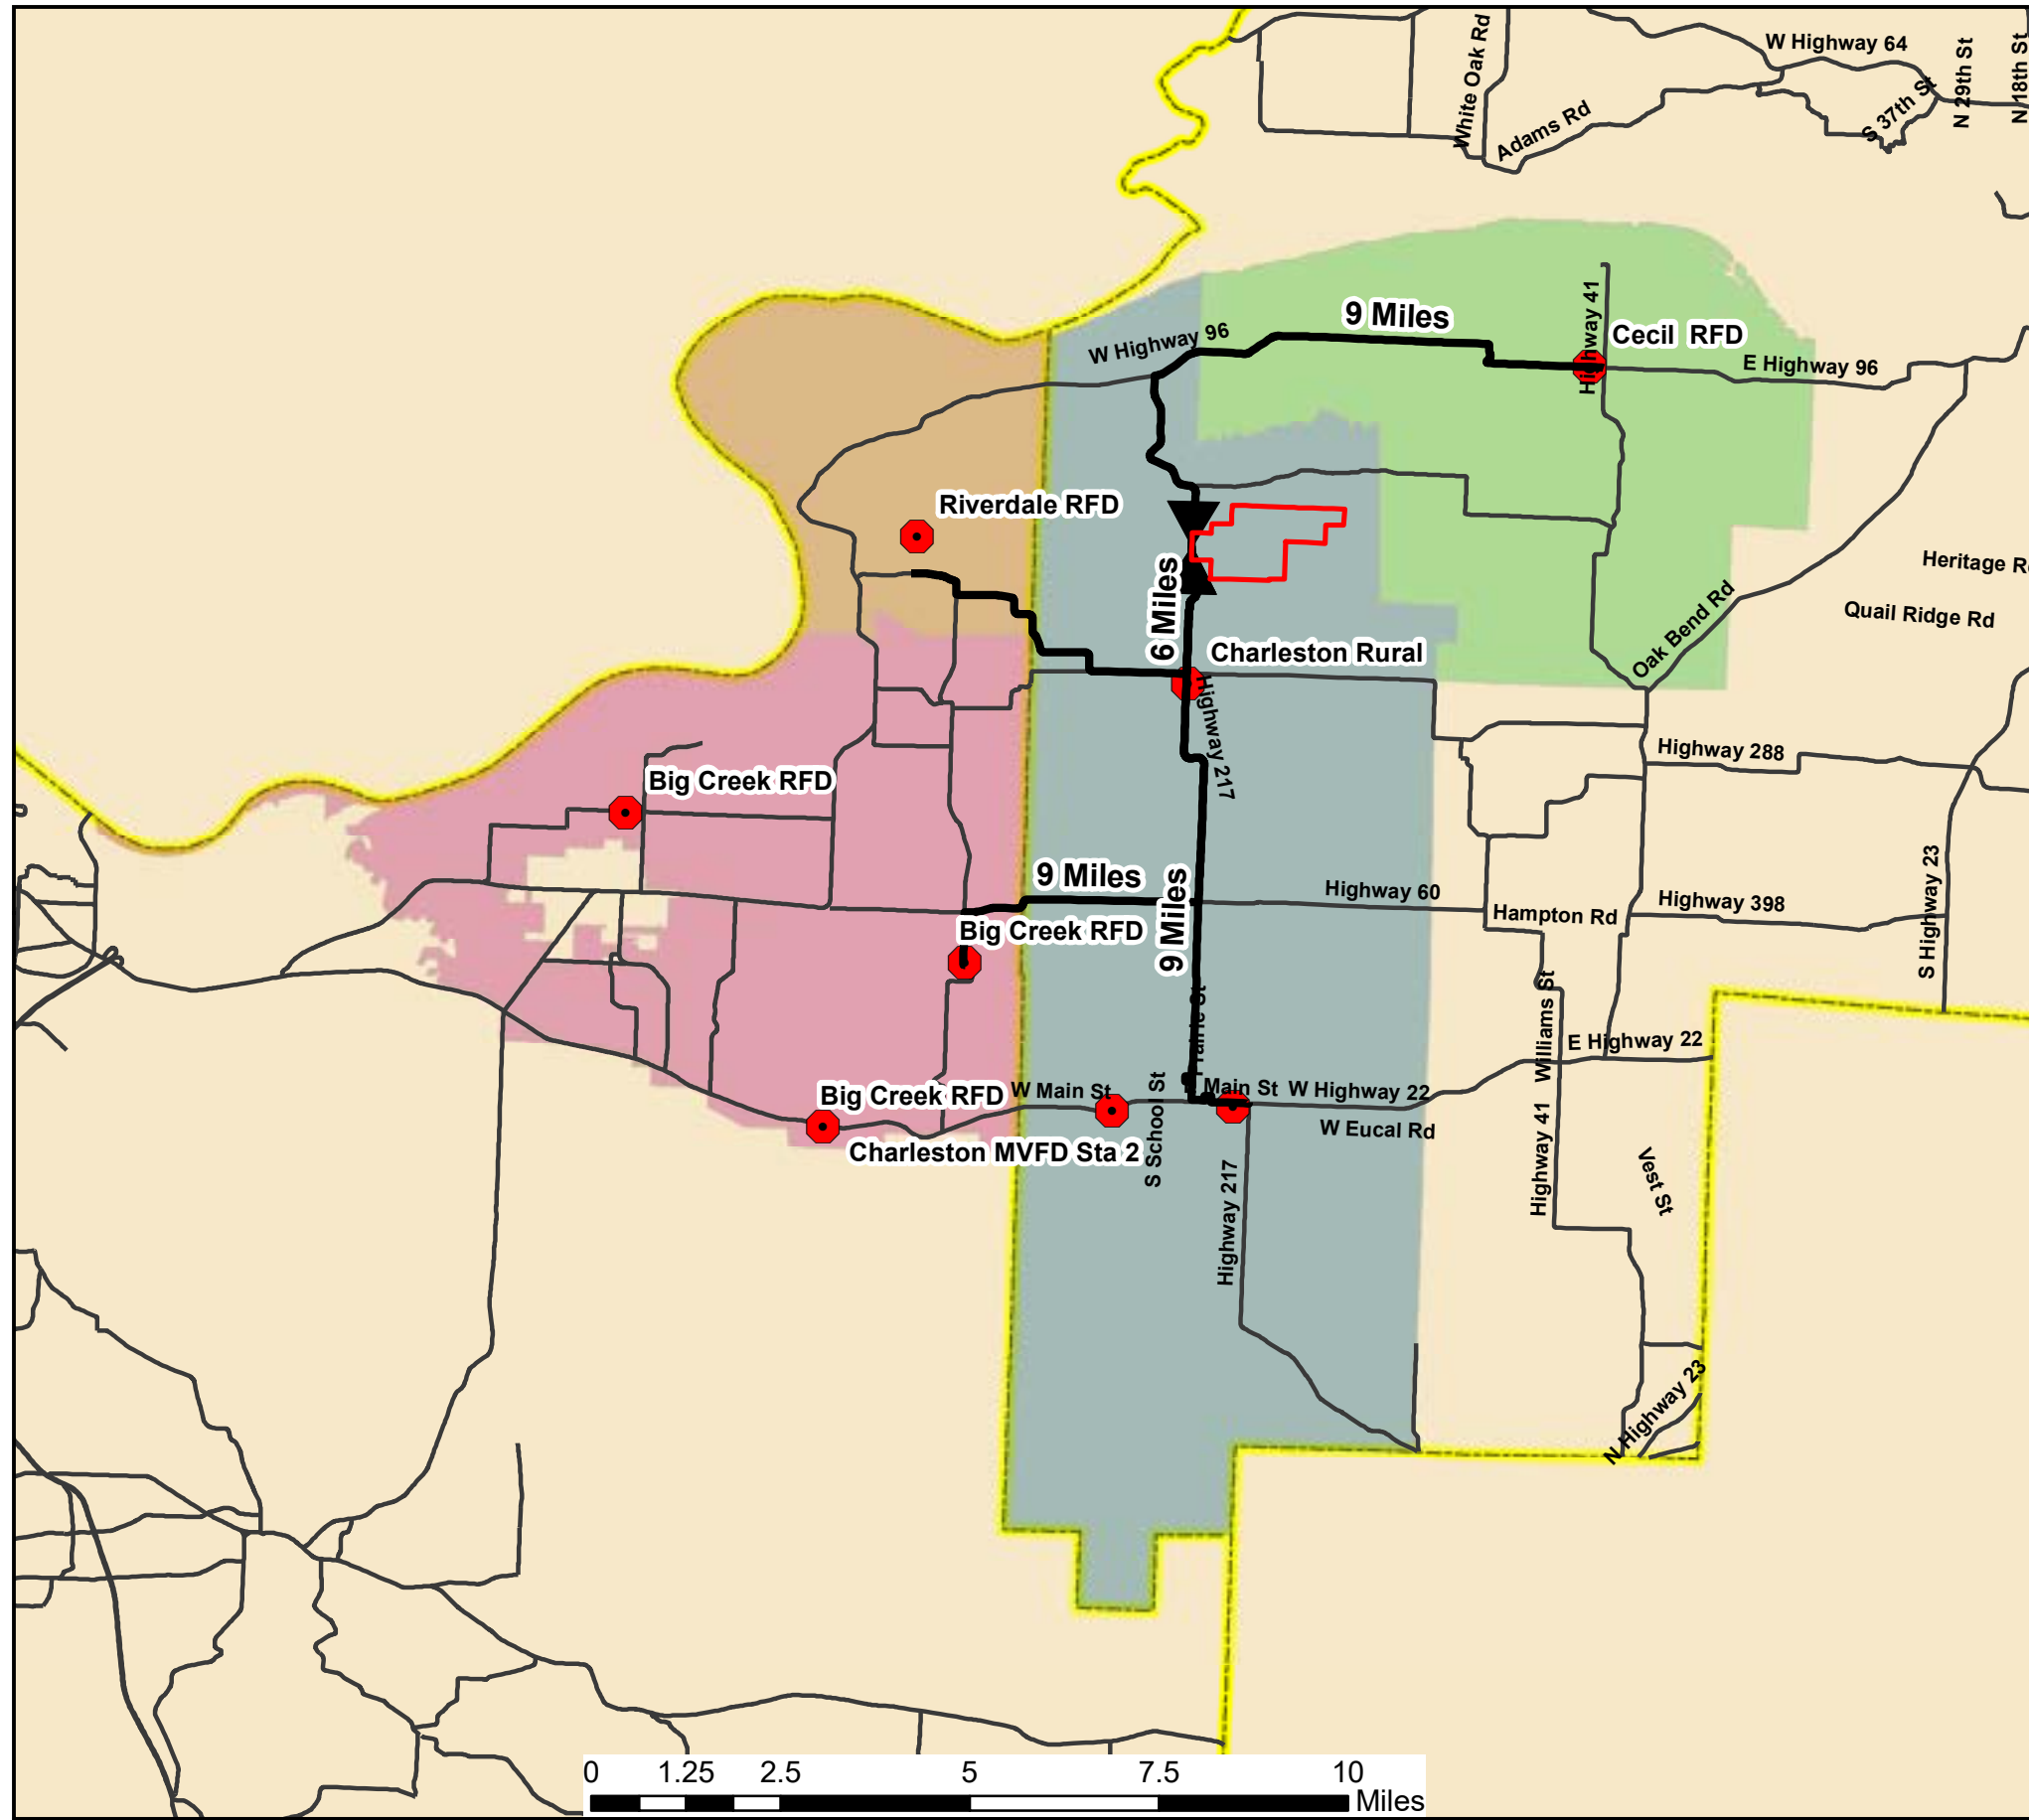 W Highway 64
White Oak Rd
N 29th St
N 18th St
S 37th St
Adams Rd
9 Miles
Highway 41
Cecil RFD
W Highway 96
E Highway 96
Riverdale RFD
Heritage R
6 Miles
Quail Ridge Rd
Oak Bend Rd
Charleston Rural
Highway 217
Highway 288
Big Creek RFD
9 Miles
9 Miles
Highway 60
Highway 398
Hampton Rd
S Highway 23
Big Creek RFD
Prairie St
Williams St
E Highway 22
Big Creek RFD
W Main St
Main St
W Highway 22
S School St
W Eucal Rd
Charleston MVFD Sta 2
Highway 41
Vest St
Highway 217
N Highway 23
0 1.25 2.5 5 7.5 10
Miles